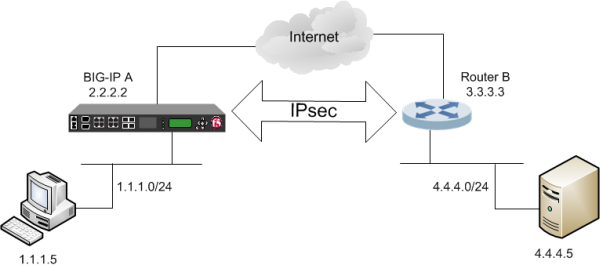 Internet
BIG-IP A
2.2.2.2
Router B
3.3.3.3
IPsec
f5
1.1.1.0/24
4.4.4.0/24
1.1.1.5
4.4.4.5